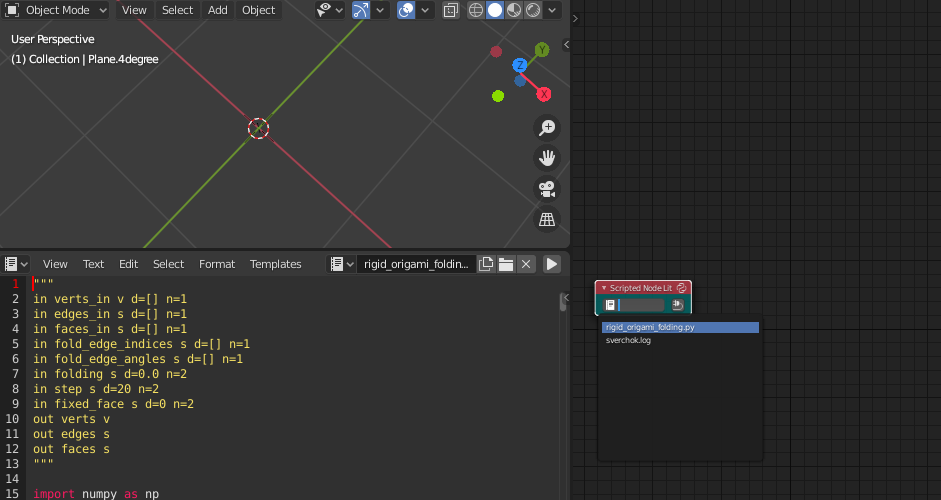 Object Mode View Select Add Object
User Perspective
(1) Collection | Plane.4degree
Y
Z
X
View Text Edit Select Format Templates rigid_origami_foldin...
1 """
2 in verts_in v d=[] n=1
3 in edges_in s d=[] n=1
4 in faces_in s d=[] n=1
5 in fold_edge_indices s d=[] n=1
6 in fold_edge_angles s d=[] n=1
7 in folding s d=0.0 n=2
8 in step s d=20 n=2
9 in fixed_face s d=0 n=2
10 out verts v
11 out edges s
12 out faces s
13 """
14
15 import numpy as np
Scripted Node Lit
rigid_origami_folding.py
sverchok.log